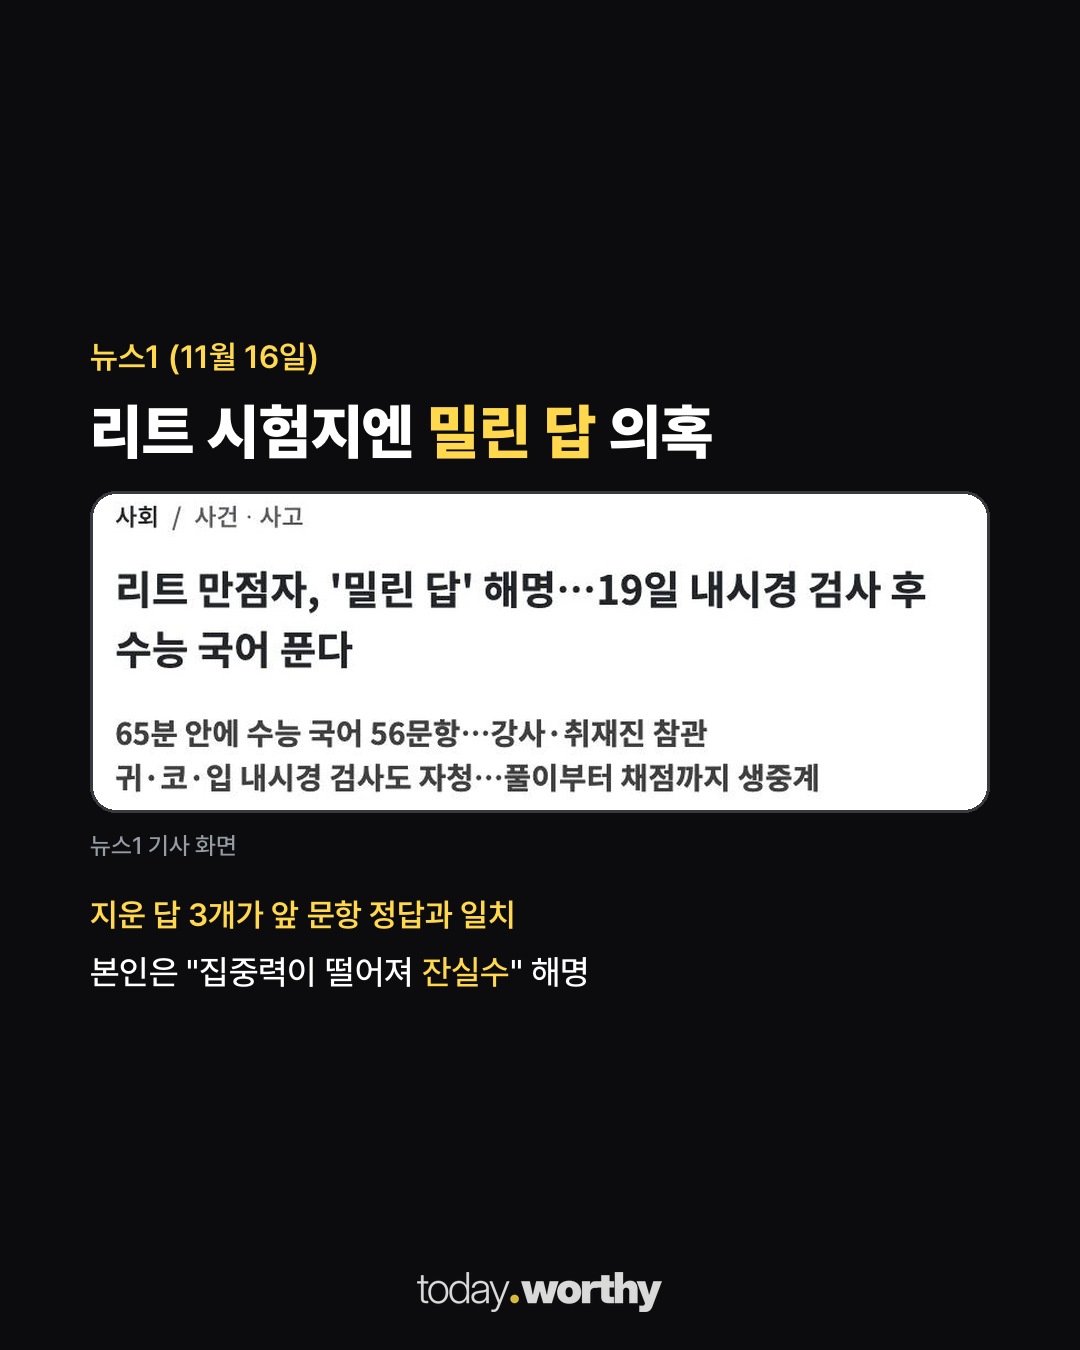 뉴스1 (11월 16일)
리트 시험지엔 밀린 답 의혹
사회 / 사건·사고
리트 만점자, '밀린 답' 해명…19일 내시경 검사 후
수능 국어 푼다
65분 안에 수능 국어 56문항…강사·취재진 참관
귀·코·입 내시경 검사도 자청…풀이부터 채점까지 생중계
뉴스1 기사 화면
지운 답 3개가 앞 문항 정답과 일치
본인은 "집중력이 떨어져 잔실수" 해명
today.worthy